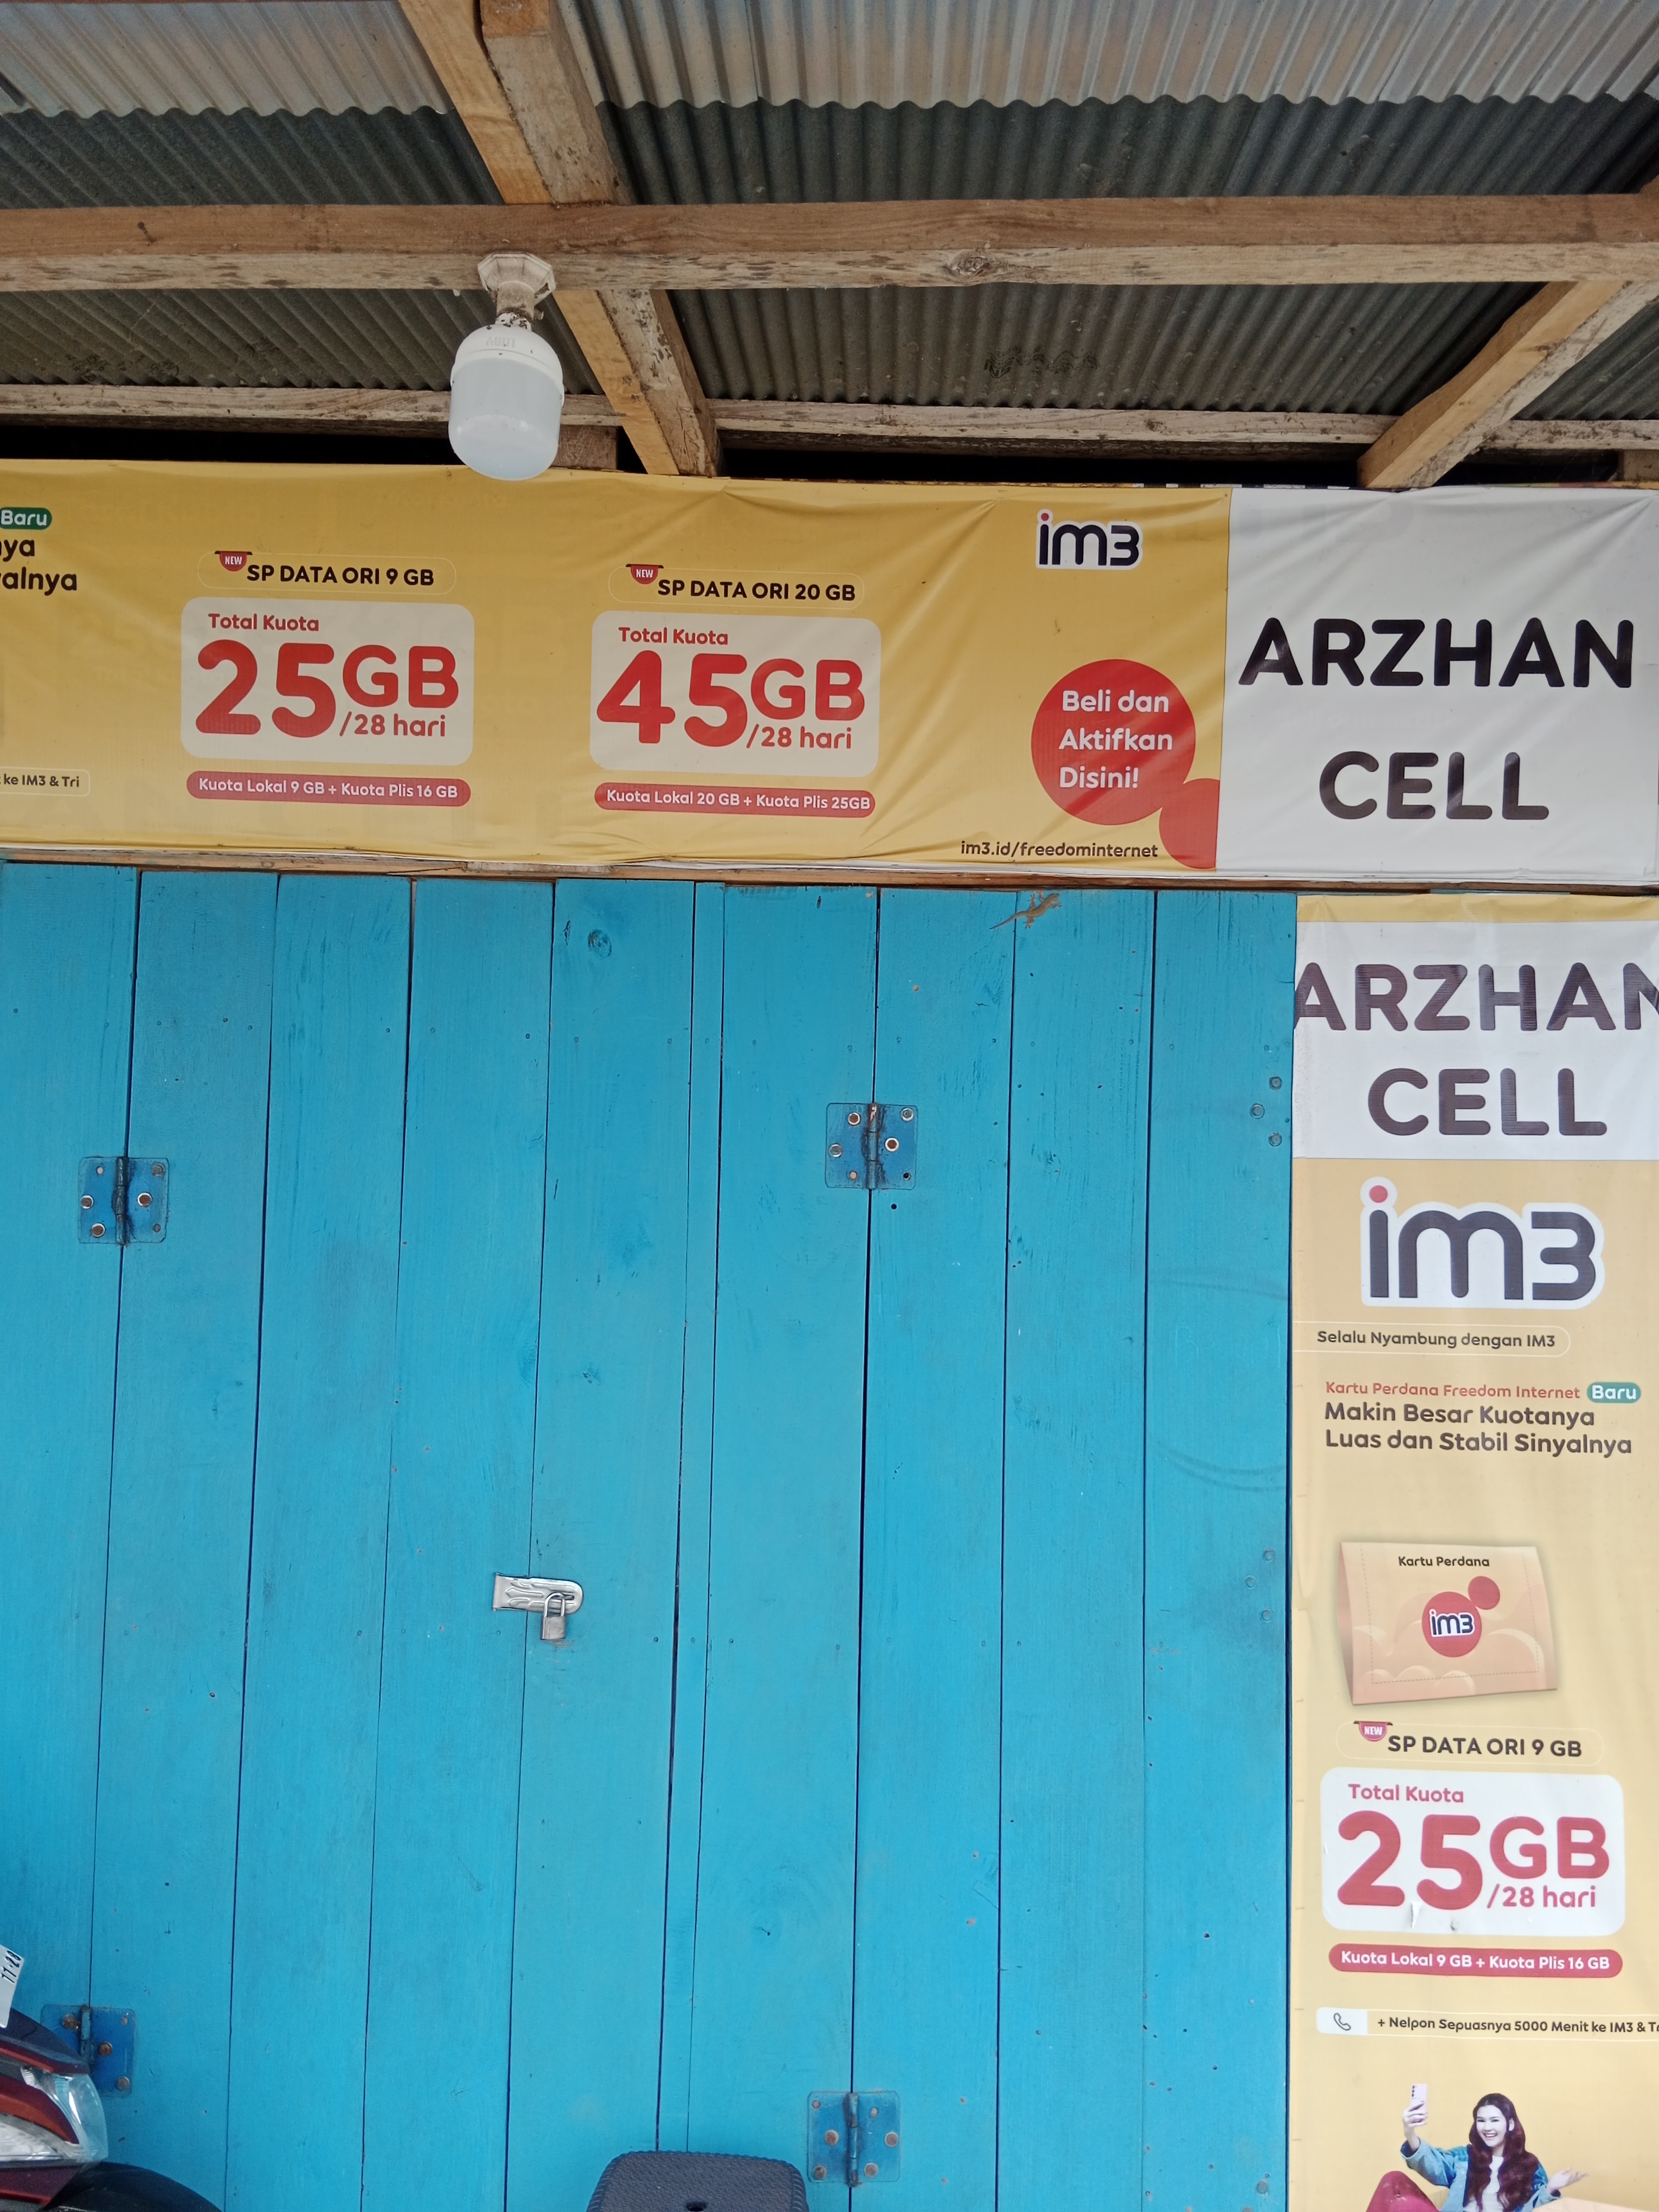 Baru
SP DATA ORI 9 GB
NEW
Total Kuota
25GB
/28 hari
Kuota Lokal 9 GB + Kuota Plis 16 GB
ke IM3 & Tri
NEW
SP DATA ORI 20 GB
Total Kuota
45GB
/28 hari
Kuota Lokal 20 GB + Kuota Plis 25GB
im3
Beli dan
Aktifkan
Disini!
im3.id/freedominternet
ARZHAN
CELL
ARZHAN
CELL
im3
Selalu Nyambung dengan IM3
Kartu Perdana Freedom Internet Baru
Makin Besar Kuotanya
Luas dan Stabil Sinyalnya
Kartu Perdana
im3
NEW
SP DATA ORI 9 GB
Total Kuota
25GB
/28 hari
Kuota Lokal 9 GB + Kuota Plis 16 GB
+ Nelpon Sepuasnya 5000 Menit ke IM3 &